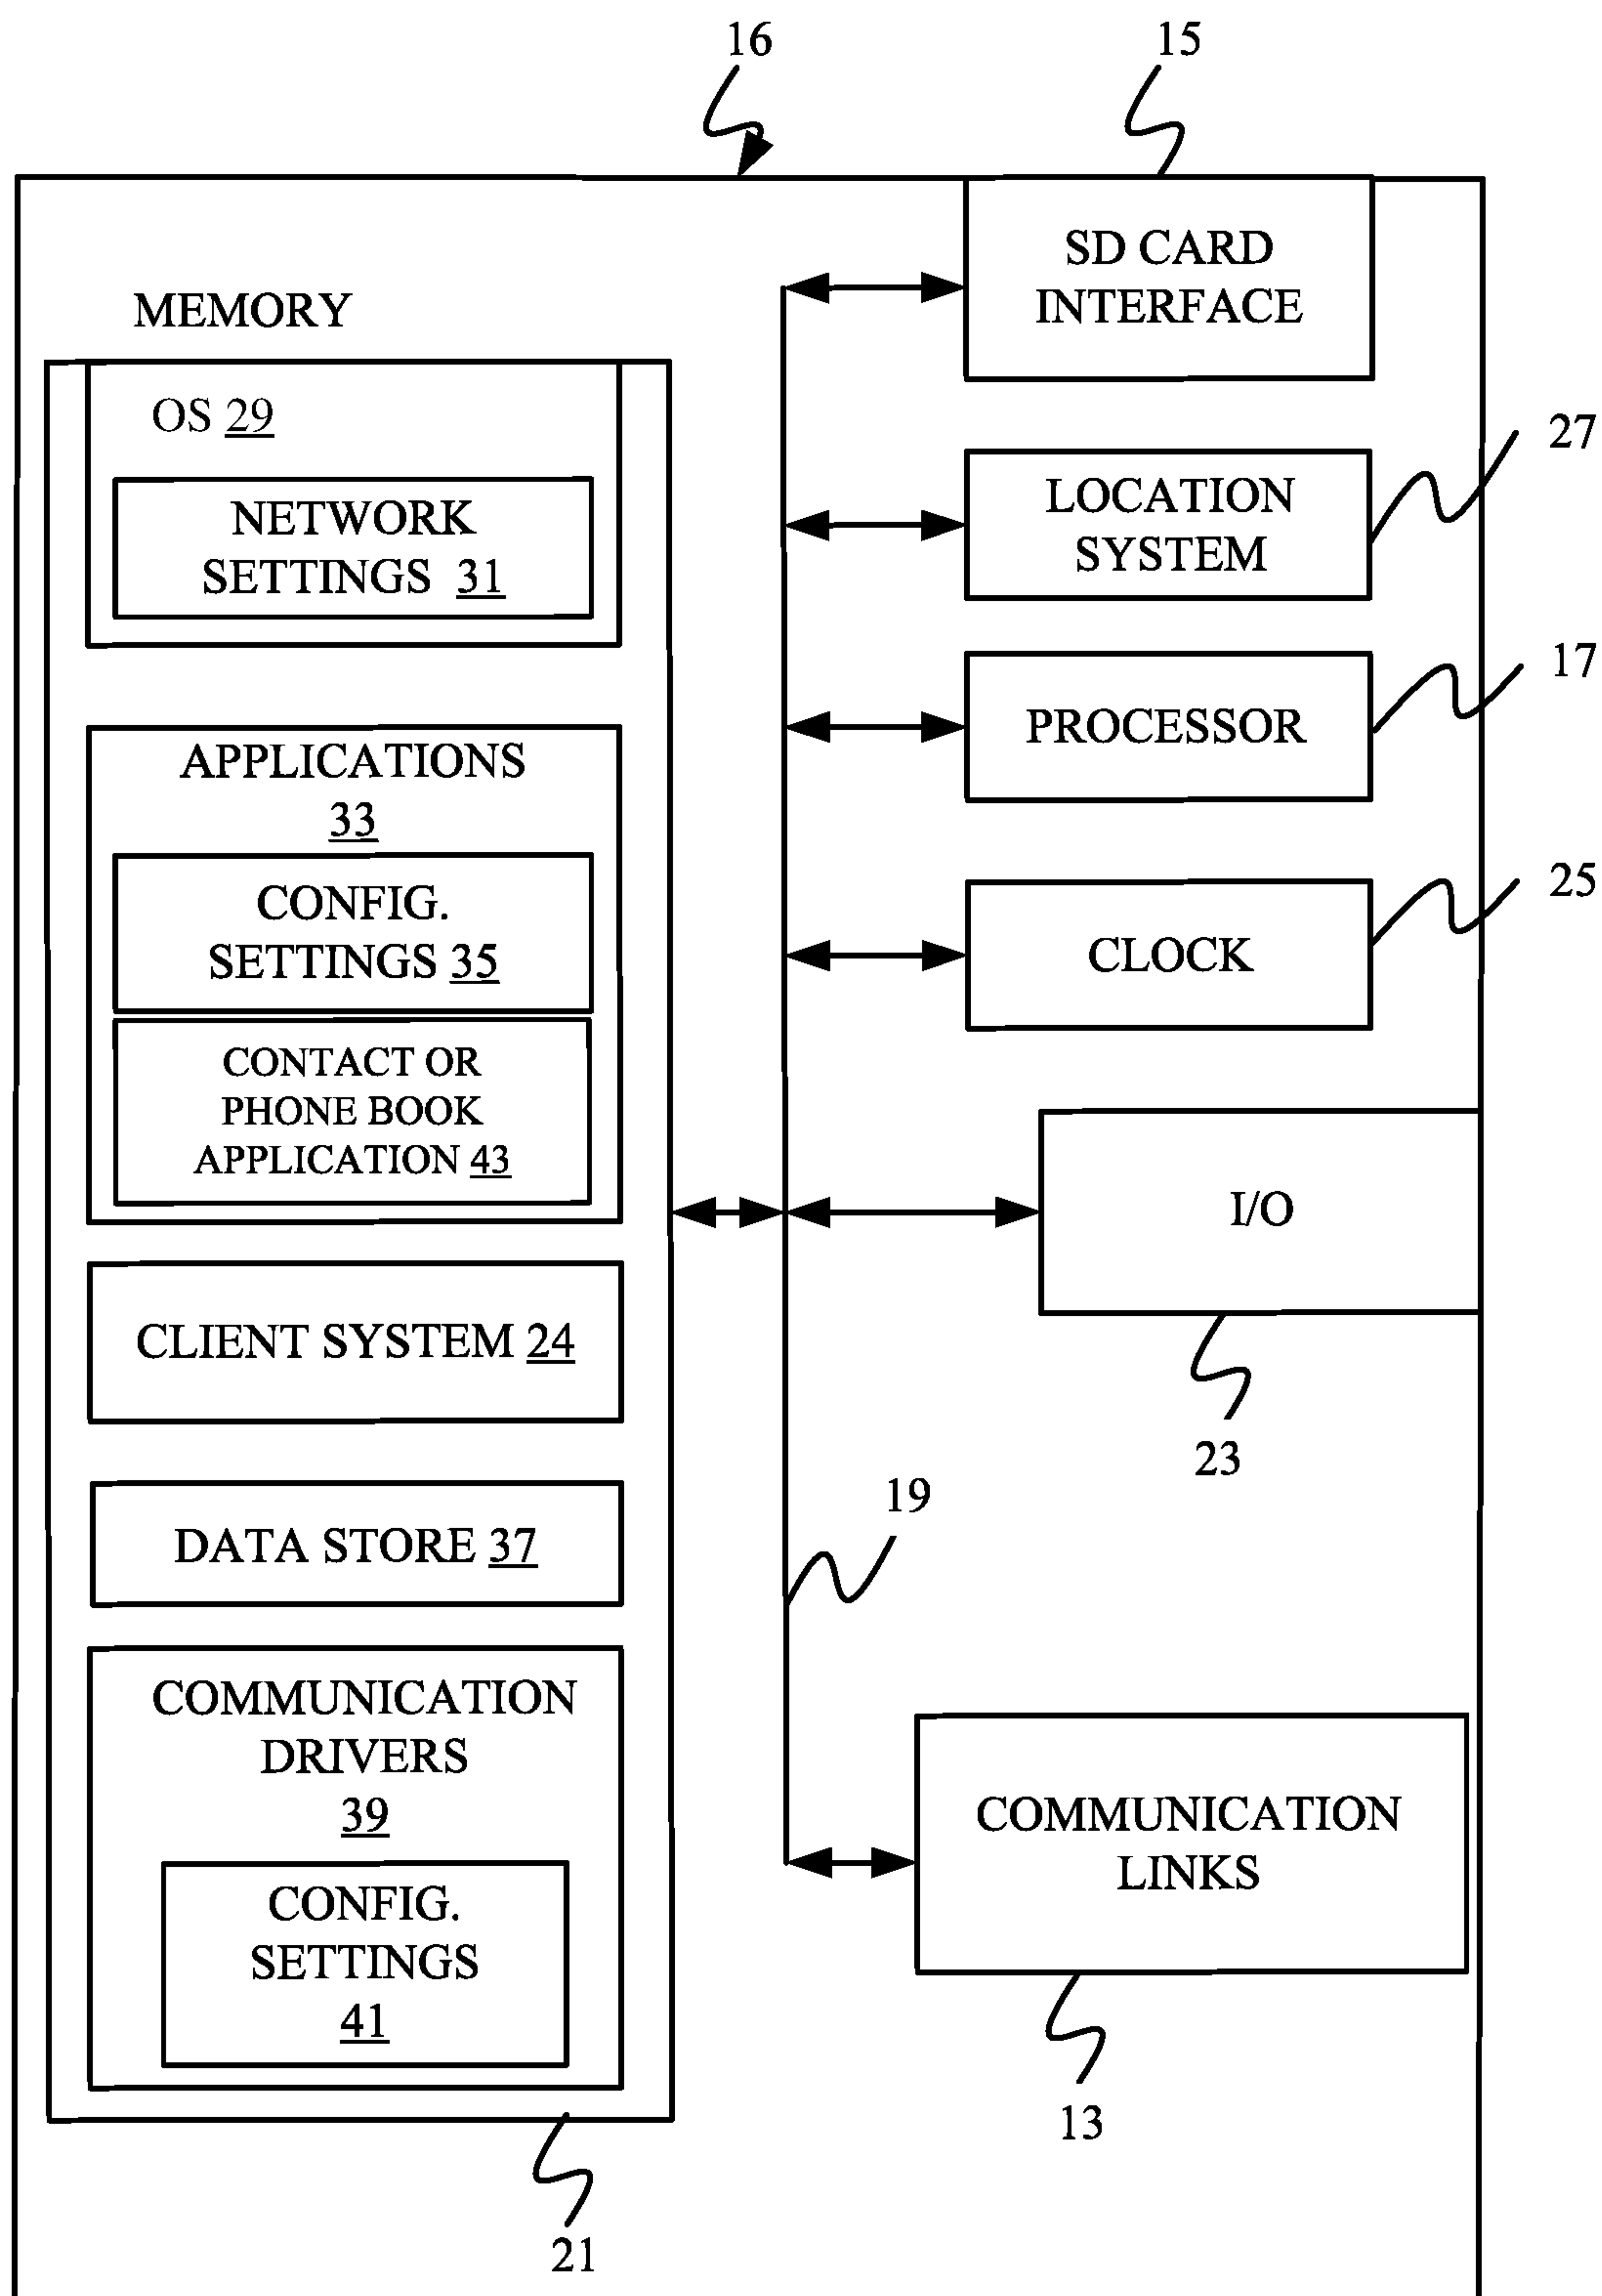 16
15
SD CARD
INTERFACE
MEMORY
OS 29
NETWORK
SETTINGS 31
27
LOCATION
SYSTEM
17
PROCESSOR
APPLICATIONS
33
CONFIG.
SETTINGS 35
25
CLOCK
CONTACT OR
PHONE BOOK
APPLICATION 43
I/O
23
CLIENT SYSTEM 24
19
DATA STORE 37
COMMUNICATION
DRIVERS
39
CONFIG.
SETTINGS
41
COMMUNICATION
LINKS
13
21